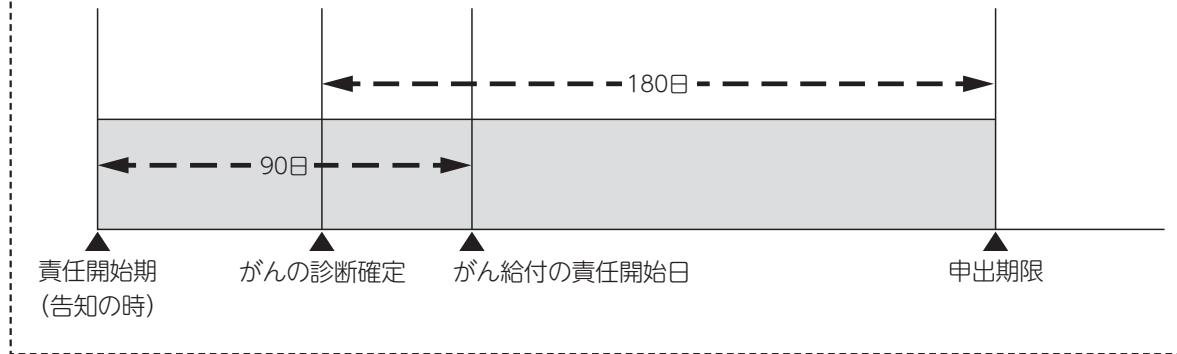 180日
90日
責任開始期
(告知の時)
がんの診断確定
がん給付の責任開始日
申出期限